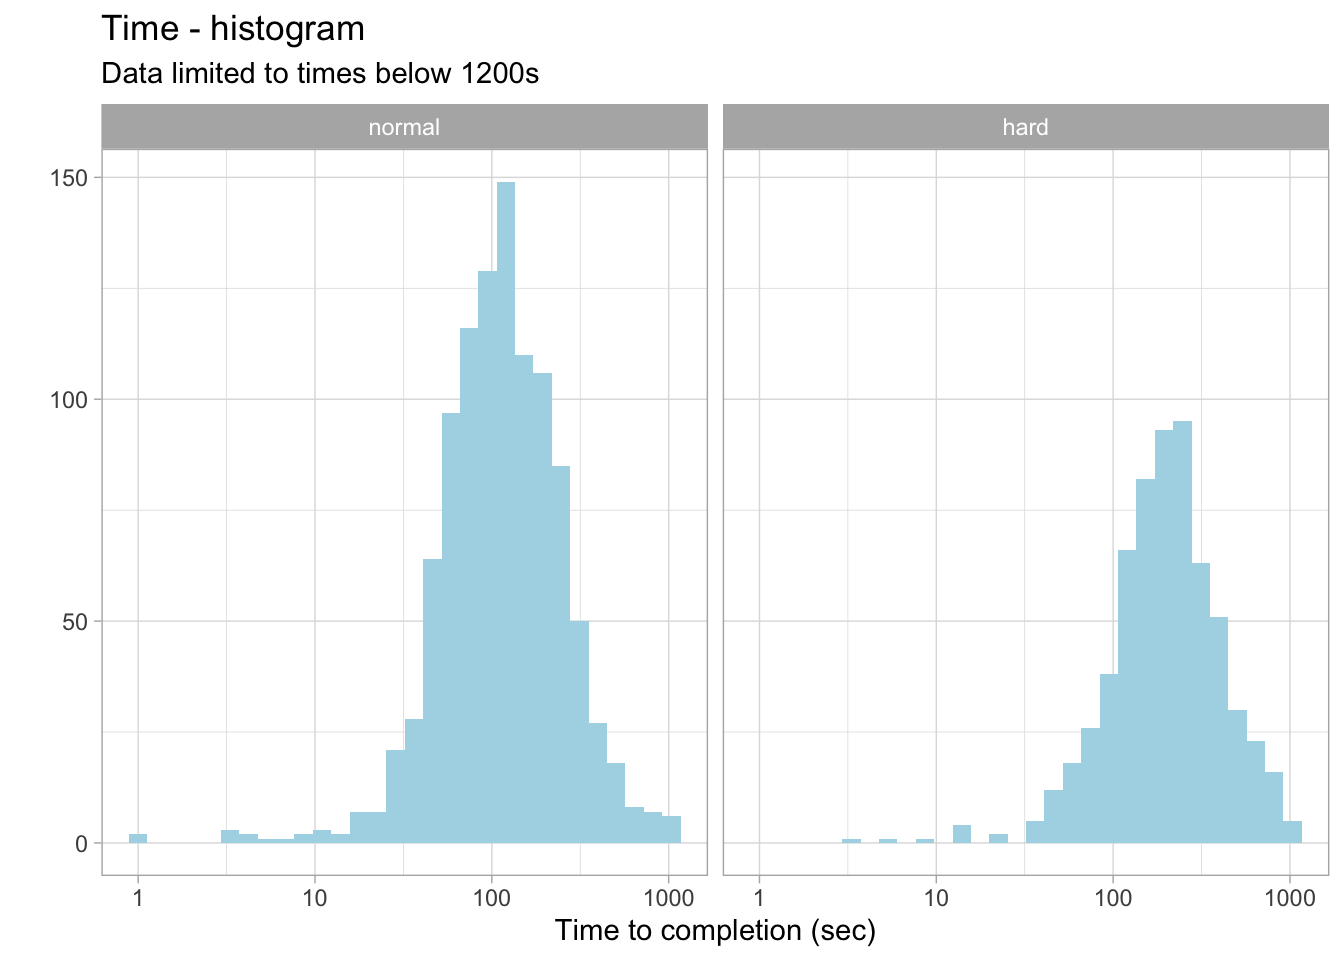 Time - histogram
Data limited to times below 1200s
normal hard
150
100
50
0
1 10 100 1000 1 10 100 1000
Time to completion (sec)